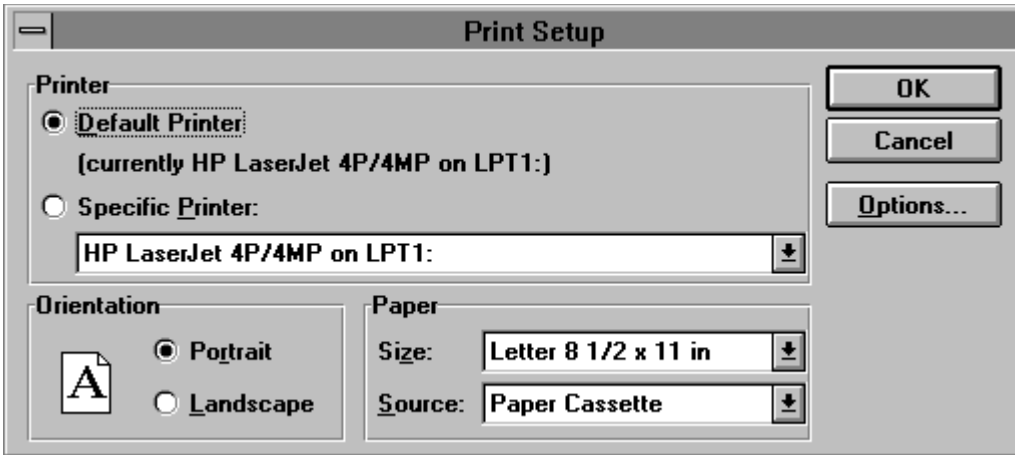 Print Setup
Printer
Default Printer
(currently HP LaserJet 4P/4MP on LPT1:)
Specific Printer:
HP LaserJet 4P/4MP on LPT1:
OK
Cancel
Options...
Orientation
A
Portrait
Landscape
Paper
Size: Letter 8 1/2 x 11 in
Source: Paper Cassette